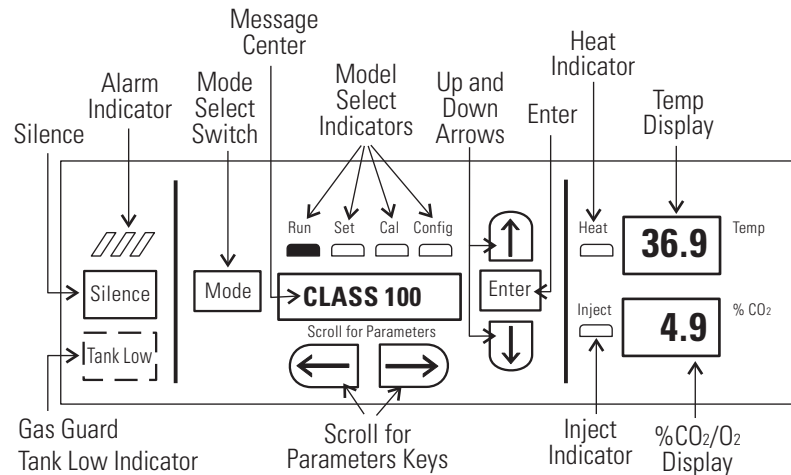 Message
Center
Heat
Indicator
Alarm
Indicator
Mode
Select
Switch
Model
Select
Indicators
Up and
Down
Arrows
Enter
Temp
Display
Silence
Run Set Cal Config
Heat
36.9
Temp
Silence
Mode
CLASS 100
Enter
Inject
4.9
% CO₂
Tank Low
Scroll for Parameters
Gas Guard
Tank Low Indicator
Scroll for
Parameters Keys
Inject
Indicator
%CO₂/O₂
Display